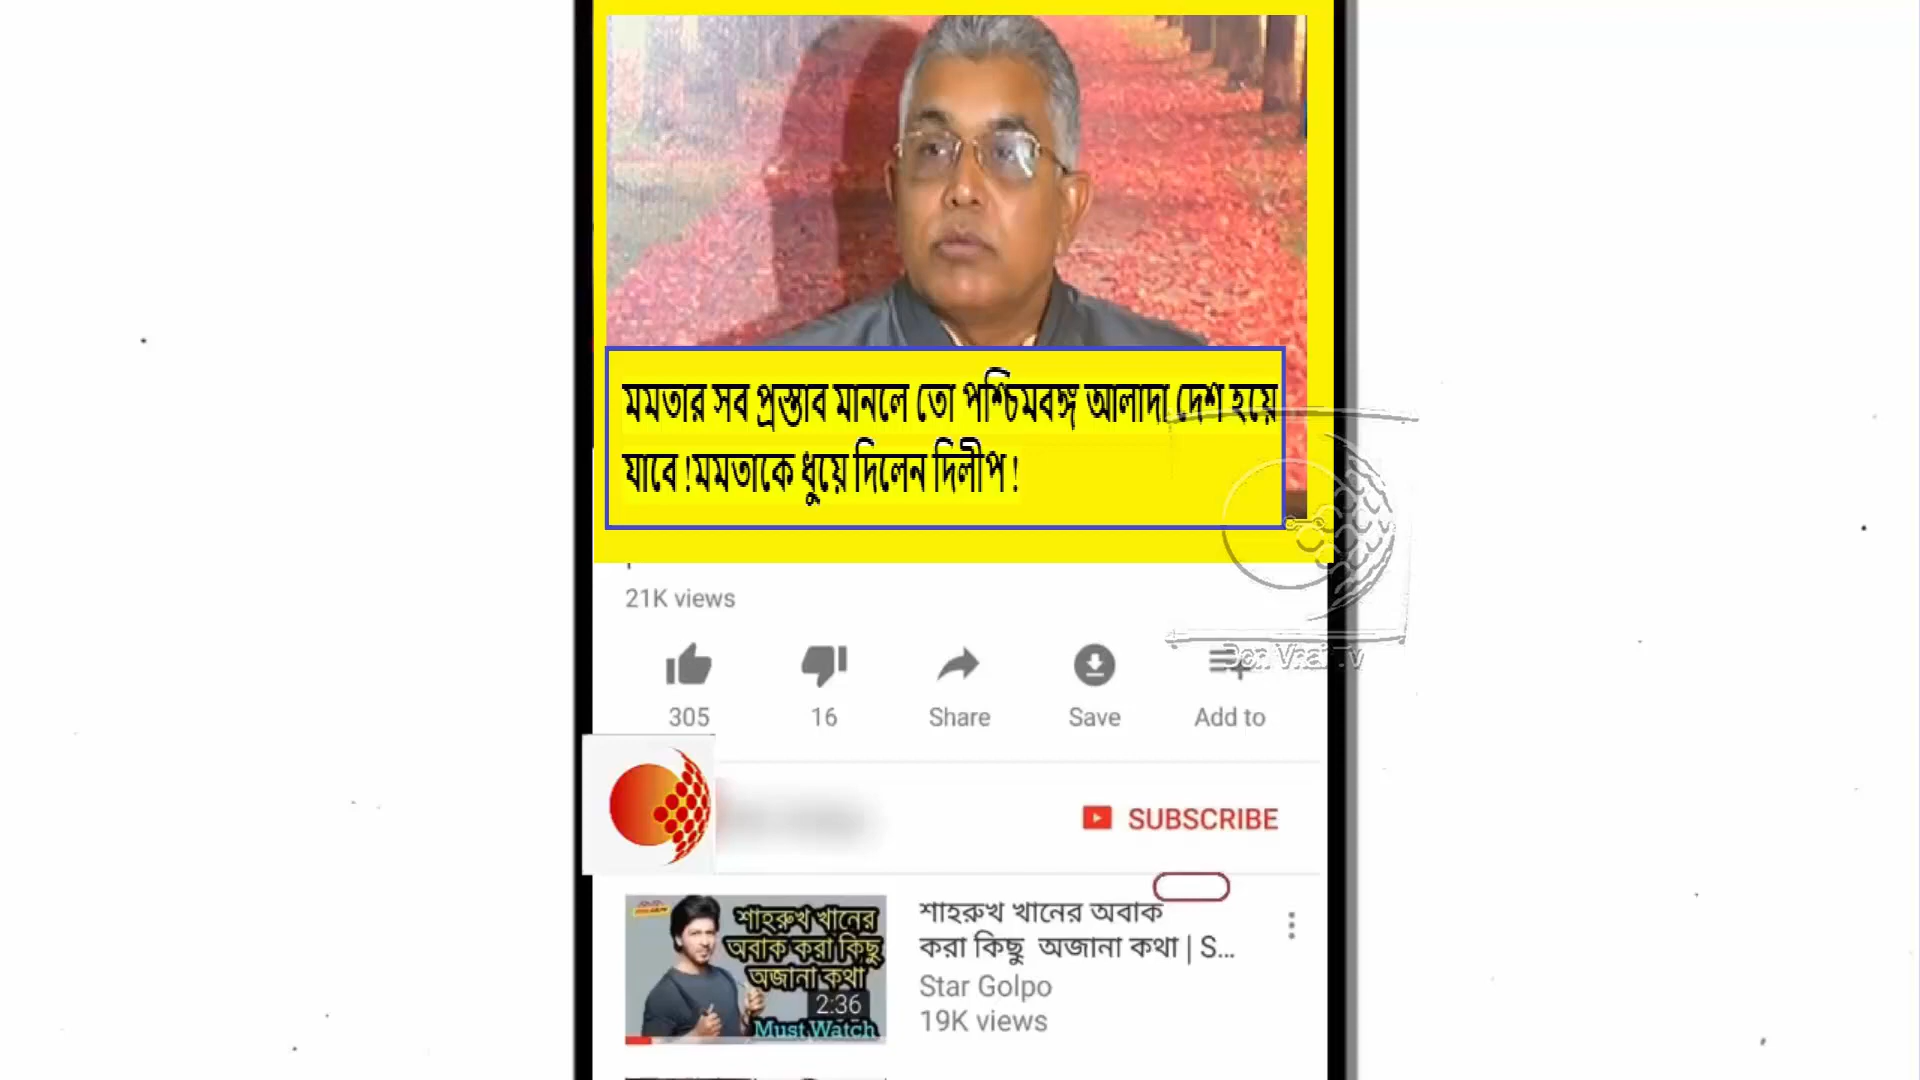 মমতার সব প্রস্তাব মানলে তো পশ্চিমবঙ্গ আলাদা দেশ হয়ে
যাবে !মমতাকে ধুয়ে দিলেন দিলীপ !
21K views
305
16
Share
Save
Add to
SUBSCRIBE
শাহরুখ খানের
অবাক করা কিছু
অজানা কথা
2:36
Must Watch
শাহরুখ খানের অবাক
করা কিছু অজানা কথা | S...
Star Golpo
19K views